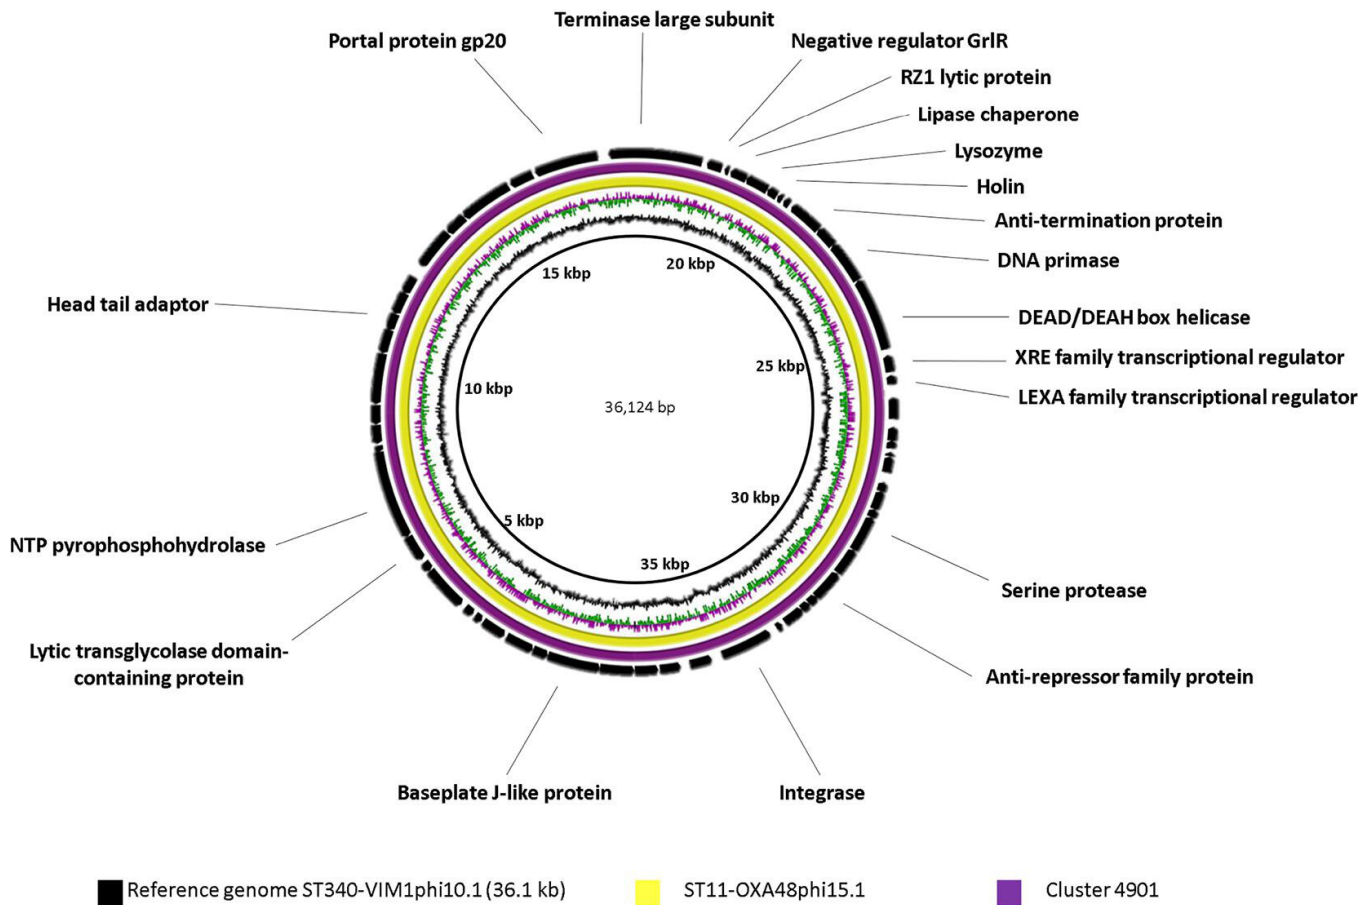 Terminase large subunit
Portal protein gp20
Negative regulator GrlR
RZ1 lytic protein
Lipase chaperone
Lysozyme
Holin
Anti-termination protein
DNA primase
15 kbp
20 kbp
Head tail adaptor
DEAD/DEAH box helicase
XRE family transcriptional regulator
25 kbp
10 kbp
LEXA family transcriptional regulator
36,124 bp
30 kbp
5 kbp
NTP pyrophosphohydrolase
35 kbp
Serine protease
Lytic transglycolase domain-
containing protein
Anti-repressor family protein
Baseplate J-like protein
Integrase
Reference genome ST340-VIM1phi10.1 (36.1 kb)
ST11-OXA48phi15.1
Cluster 4901